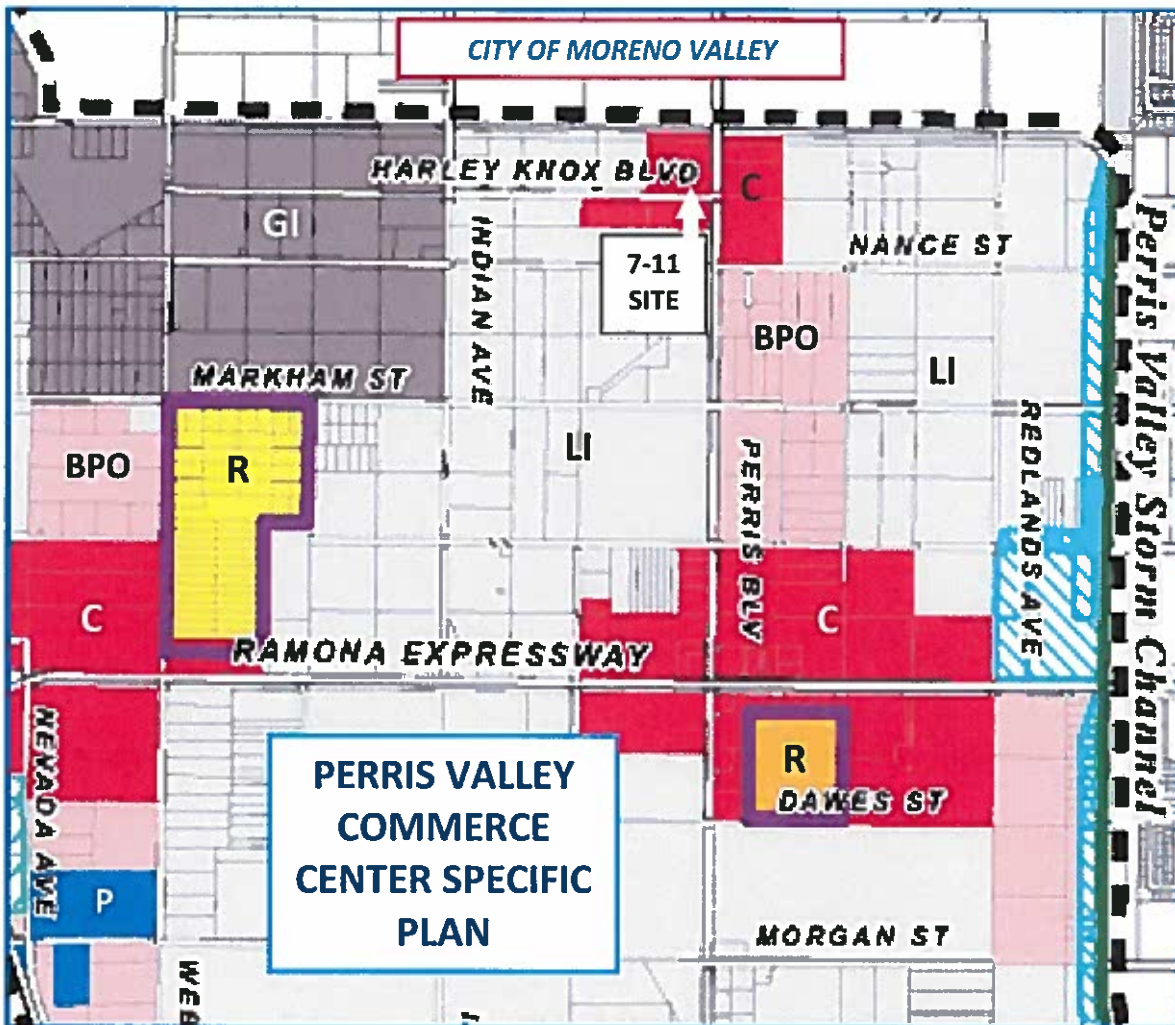 CITY OF MORENO VALLEY
HARLEY KNOX BLVD
C
GI
INDIAN AVE
NANCE ST
7-11
SITE
Perris Valley Storm Channel
BPO
LI
MARKHAM ST
REDLANDS AVE
BPO
R
LI
PERRIS BLV
C
C
RAMONA EXPRESSWAY
NENADA AVE
R
DAWES ST
PERRIS VALLEY
COMMERCE
CENTER SPECIFIC
PLAN
P
MORGAN ST
WEB